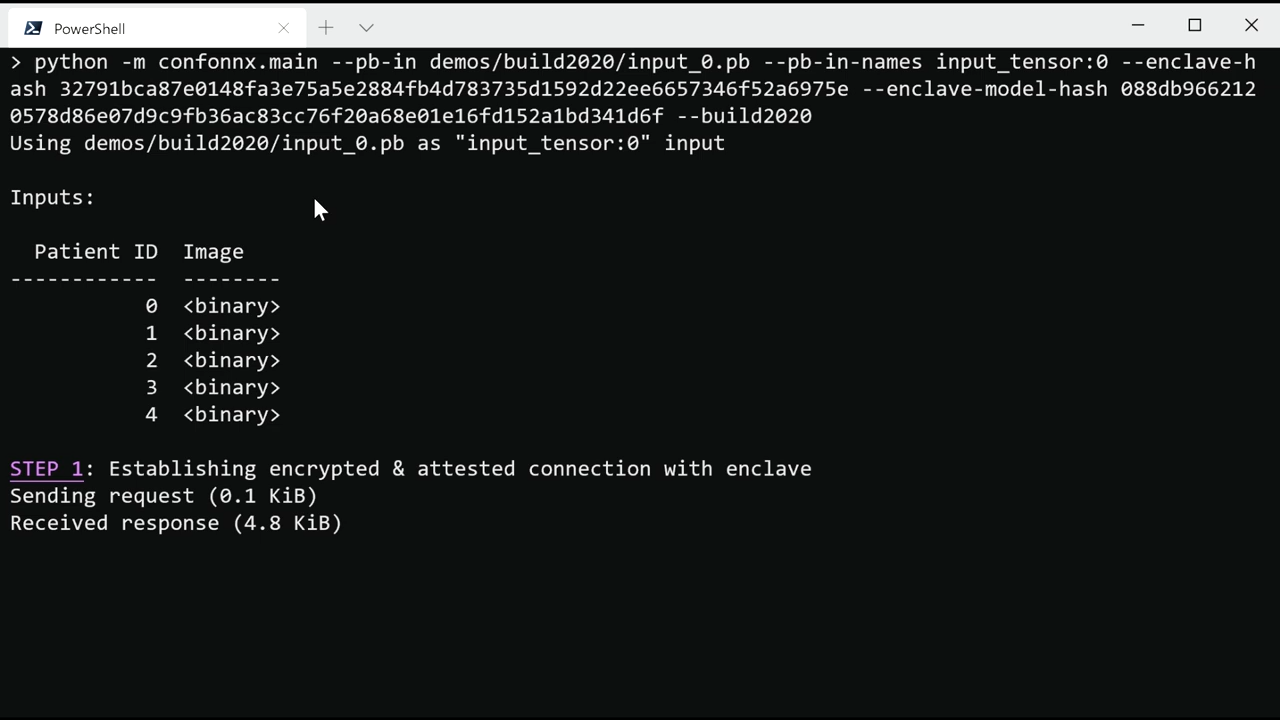 PowerShell
> python -m confonnx.main --pb-in demos/build2020/input_0.pb --pb-in-names input_tensor:0 --enclave-h
ash 32791bca87e0148fa3e75a5e2884fb4d783735d1592d22ee6657346f52a6975e --enclave-model-hash 088db966212
0578d86e07d9c9fb36ac83cc76f20a68e01e16fd152a1bd341d6f --build2020
Using demos/build2020/input_0.pb as "input_tensor:0" input
Inputs:
Patient ID  Image
------------  --------
0  <binary>
1  <binary>
2  <binary>
3  <binary>
4  <binary>
STEP 1: Establishing encrypted & attested connection with enclave
Sending request (0.1 KiB)
Received response (4.8 KiB)